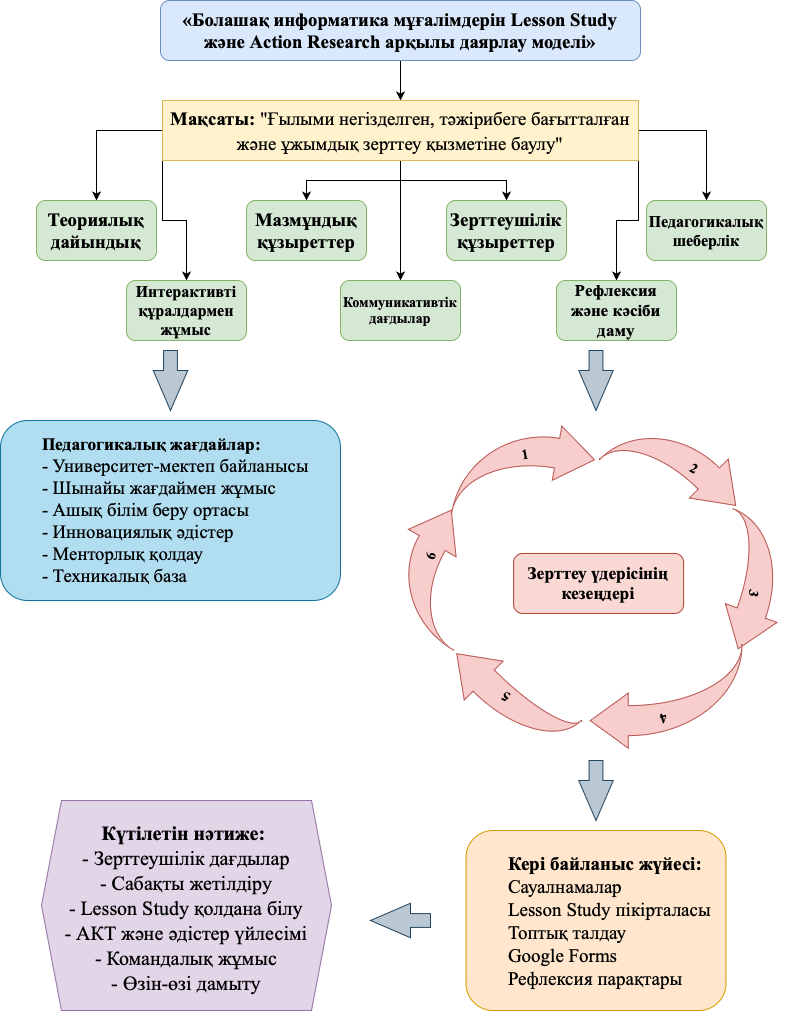 «Болашақ информатика мұғалімдерін Lesson Study
және Action Research арқылы даярлау моделі»
Мақсаты: "Ғылыми негізделген, тәжірибеге бағытталған
және ұжымдық зерттеу қызметіне баулу"
Теориялық
дайындық
Мазмұндық
құзыреттер
Зерттеушілік
құзыреттер
Педагогикалық
шеберлік
Интерактивті
құралдармен
жұмыс
Коммуникативтік
дағдылар
Рефлексия
және кәсіби
даму
Педагогикалық жағдайлар:
- Университет-мектеп байланысы
- Шынайы жағдаймен жұмыс
- Ашық білім беру ортасы
- Инновациялық әдістер
- Менторлық қолдау
- Техникалық база
1
2
3
4
5
6
Зерттеу үдерісінің
кезеңдері
Күтілетін нәтиже:
- Зерттеушілік дағдылар
- Сабақты жетілдіру
- Lesson Study қолдана білу
- АКТ және әдістер үйлесімі
- Командалық жұмыс
- Өзін-өзі дамыту
Кері байланыс жүйесі:
Сауалнамалар
Lesson Study пікірталасы
Топтық талдау
Google Forms
Рефлексия парақтары